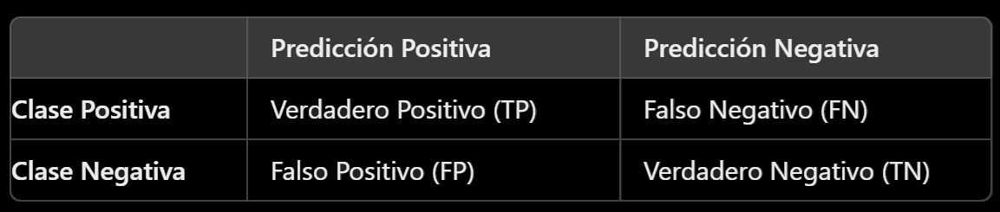 Predicción Positiva Predicción Negativa
Clase Positiva Verdadero Positivo (TP) Falso Negativo (FN)
Clase Negativa Falso Positivo (FP) Verdadero Negativo (TN)